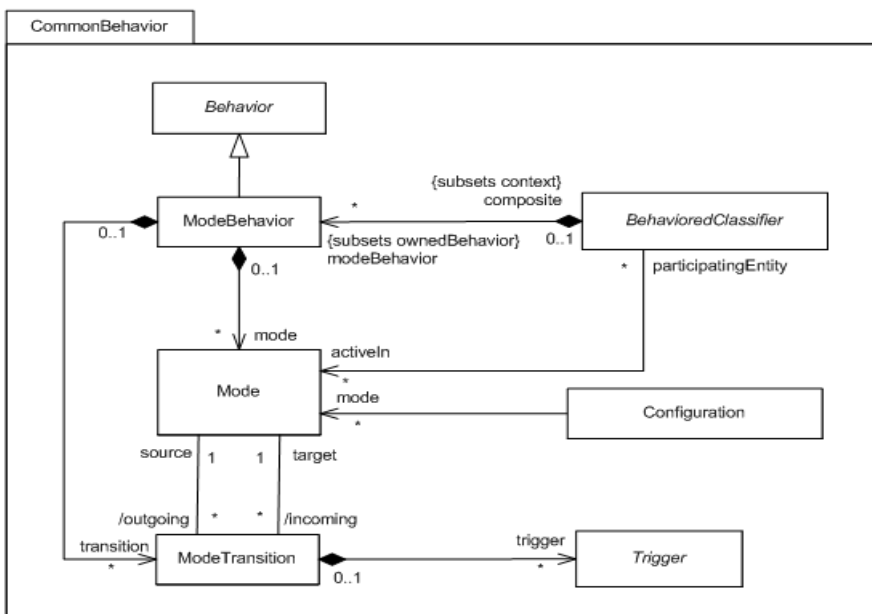 CommonBehavior
Behavior
{subsets context}
composite
*
ModeBehavior
0..1
BehavioredClassifier
0..1
{subsets ownedBehavior}
modeBehavior
0..1
*
participatingEntity
*
mode
activeIn
*
Mode
mode
*
Configuration
source
1
1
target
/outgoing
*
*
/incoming
transition
*
ModeTransition
0..1
trigger
*
Trigger